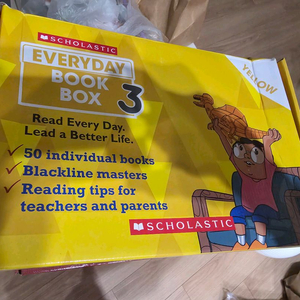 SCHOLASTIC
EVERYDAY
BOOK
BOX 3
YELLOW
Read Every Day.
Lead a Better Life.
50 individual books
Blackline masters
Reading tips for
teachers and parents
SCHOLASTIC